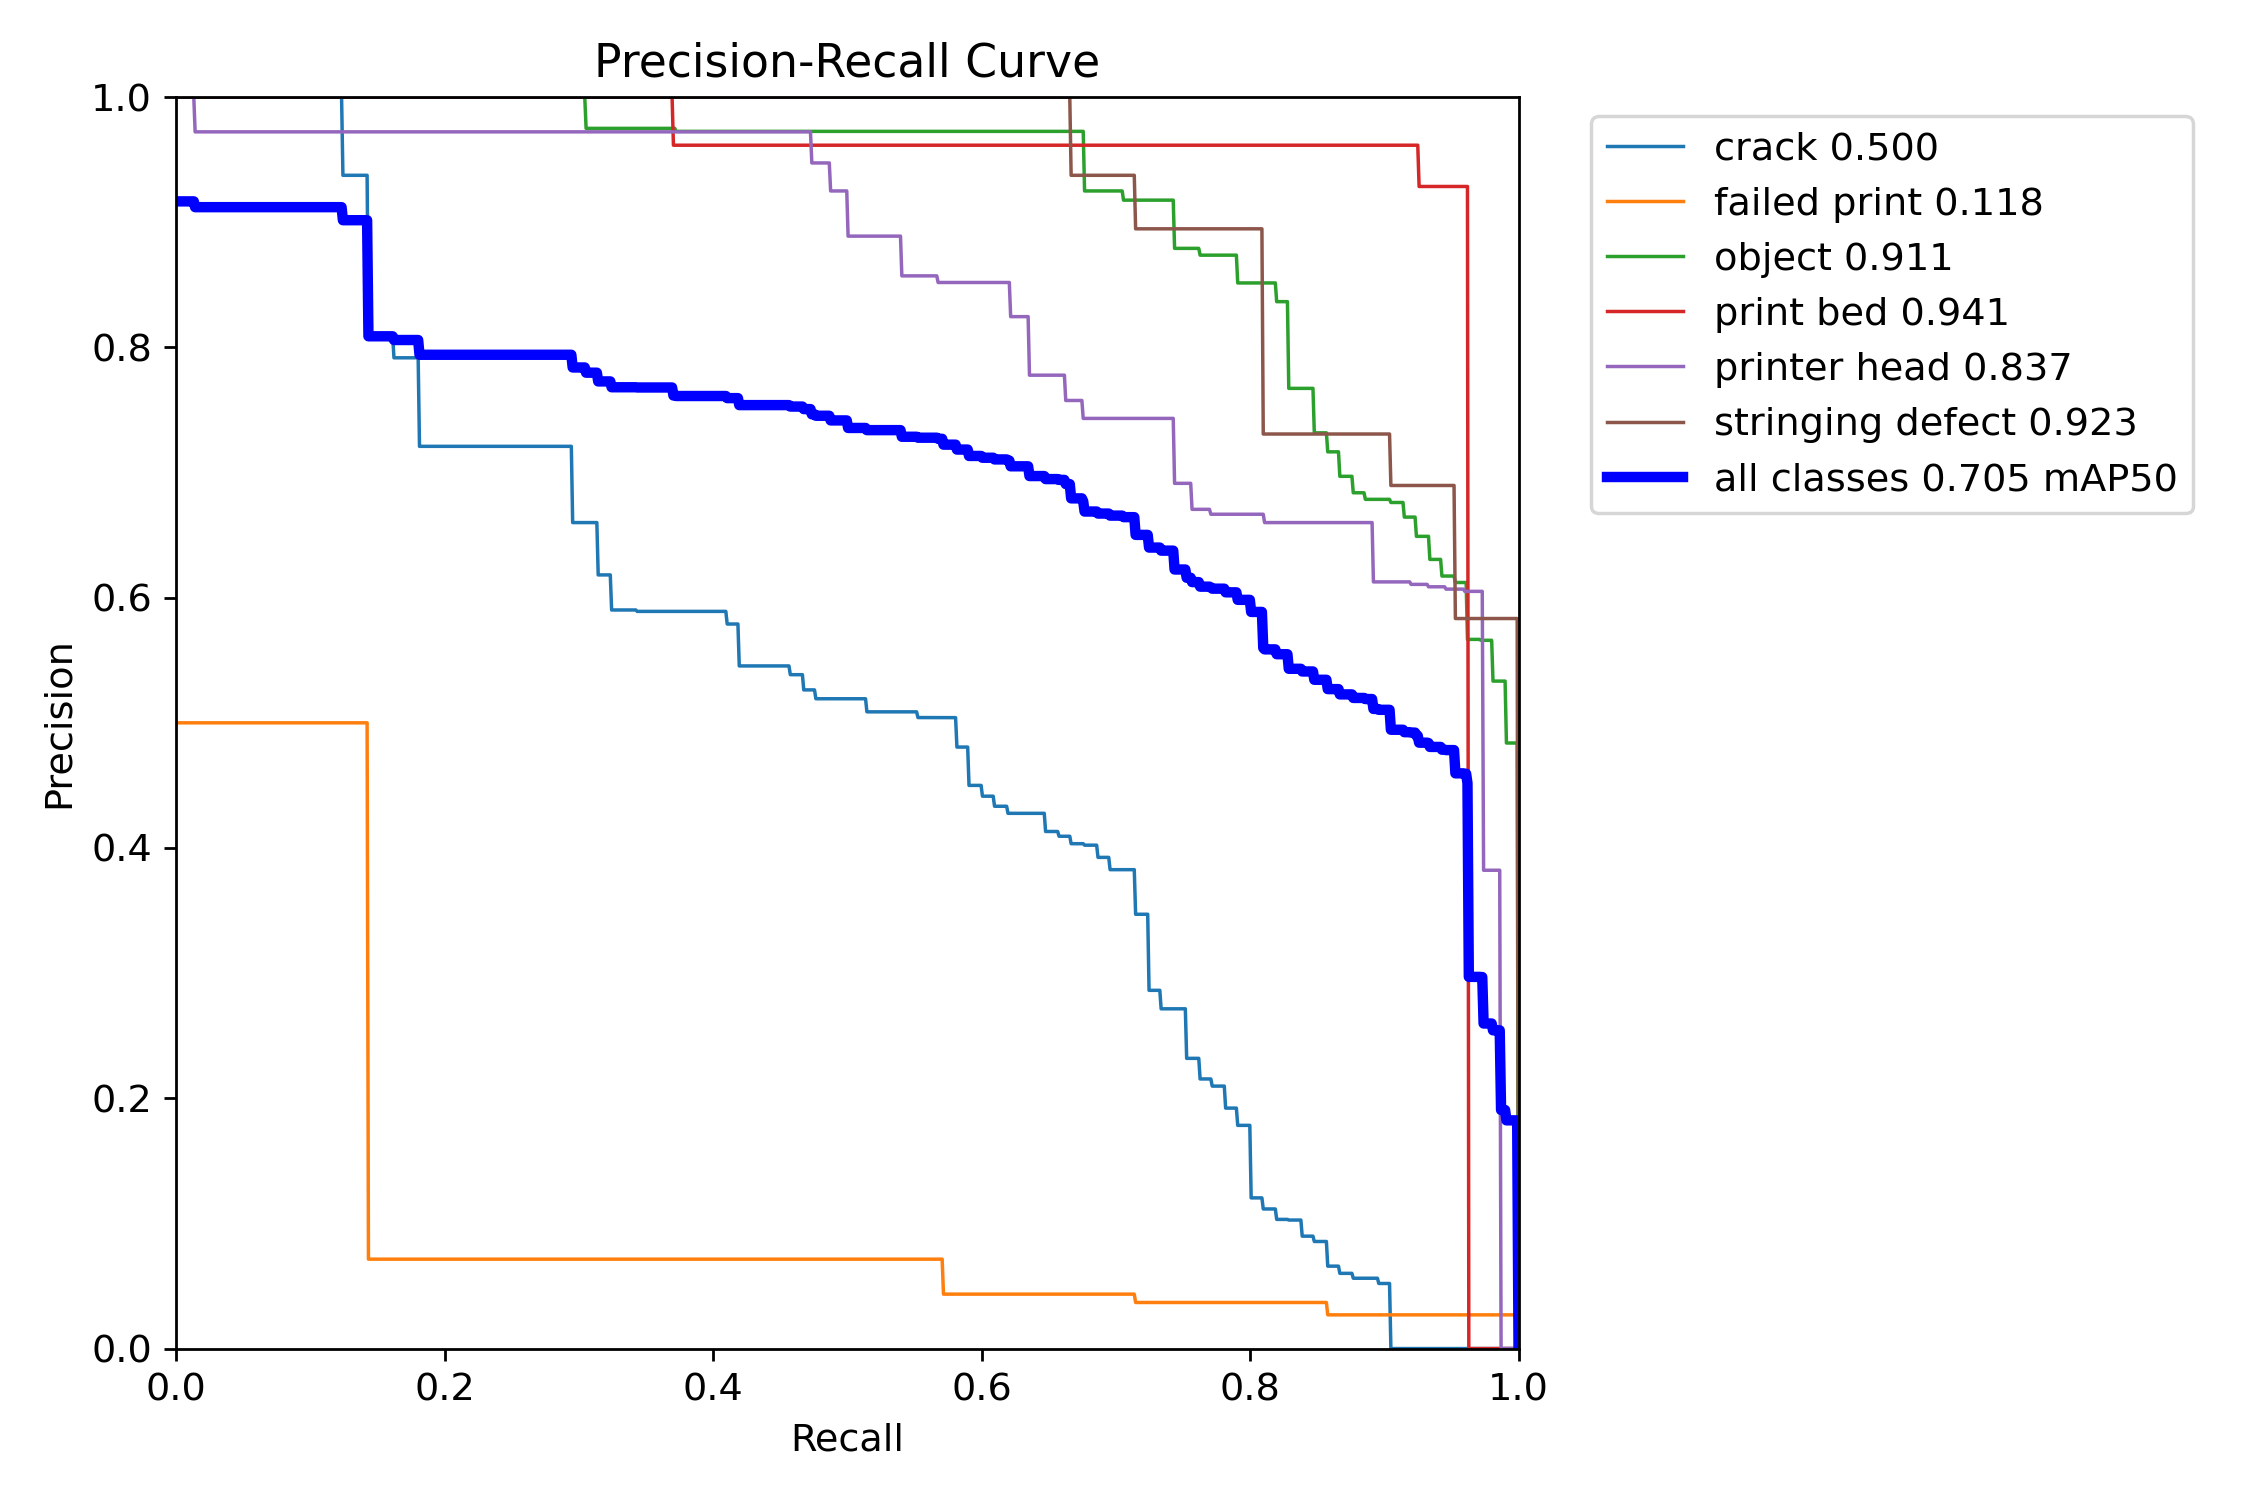 Precision-Recall Curve
1.0
0.8
0.6
0.4
0.2
0.0
Precision
0.0 0.2 0.4 0.6 0.8 1.0
Recall
crack 0.500
failed print 0.118
object 0.911
print bed 0.941
printer head 0.837
stringing defect 0.923
all classes 0.705 mAP50